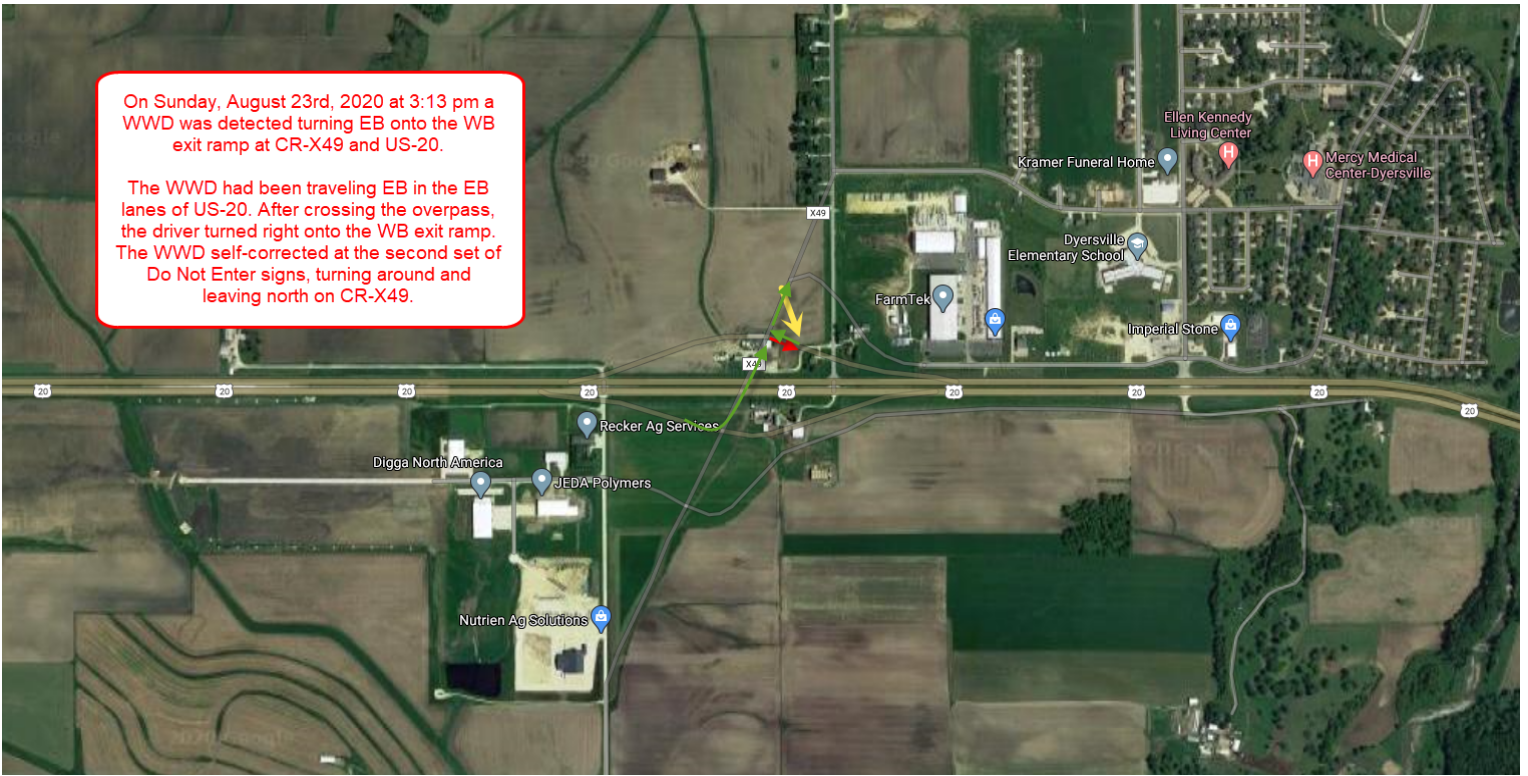 On Sunday, August 23rd, 2020 at 3:13 pm a
WWD was detected turning EB onto the WB
exit ramp at CR-X49 and US-20.
The WWD had been traveling EB in the EB
lanes of US-20. After crossing the overpass,
the driver turned right onto the WB exit ramp.
The WWD self-corrected at the second set of
Do Not Enter signs, turning around and
leaving north on CR-X49.
Ellen Kennedy
Living Center
Kramer Funeral Home
Mercy Medical
Center-Dyersville
X49
Dyersville
Elementary School
FarmTek
Imperial Stone
X49
20
20
20
20
20
20
20
20
20
Recker Ag Services
Digga North America
JEDA Polymers
Nutrien Ag Solutions
2020 Google